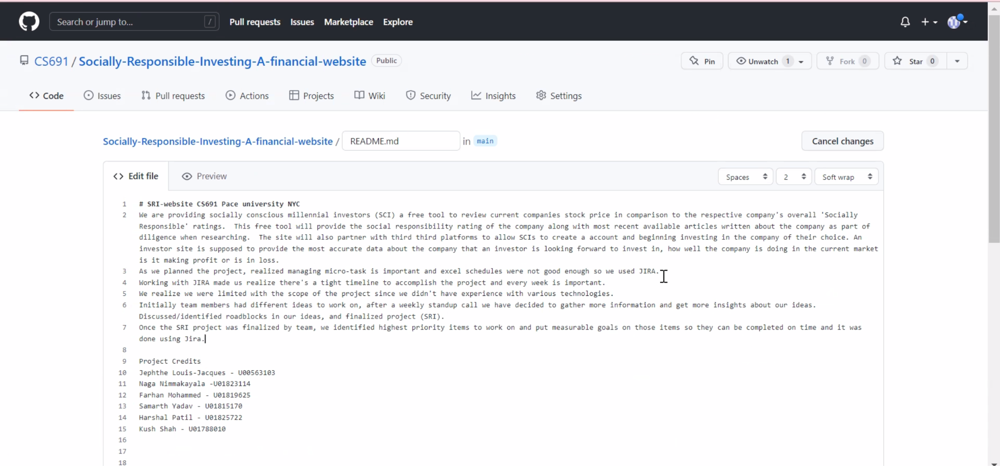 Search or jump to... /
Pull requests Issues Marketplace Explore
CS691 / Socially-Responsible-Investing-A-financial-website Public
Pin Unwatch 1 Fork 0 Star 0
Code Issues Pull requests Actions Projects Wiki Security Insights Settings
Socially-Responsible-Investing-A-financial-website / README.md in main Cancel changes
Edit file Preview Spaces 2 Soft wrap
1 # SRI-website CS691 Pace university NYC
2 We are providing socially conscious millennial investors (SCI) a free tool to review current companies stock price in comparison to the respective company's overall 'Socially
Responsible' ratings.  This free tool will provide the social responsibility rating of the company along with most recent available articles written about the company as part of
diligence when researching.  The site will also partner with third third platforms to allow SCIs to create a account and beginning investing in the company of their choice. An
investor site is supposed to provide the most accurate data about the company that an investor is looking forward to invest in, how well the company is doing in the current market
is it making profit or is in loss.
3 As we planned the project, realized managing micro-task is important and excel schedules were not good enough so we used JIRA.
4 Working with JIRA made us realize there's a tight timeline to accomplish the project and every week is important.
5 We realize we were limited with the scope of the project since we didn't have experience with various technologies.
6 Initially team members had different ideas to work on, after a weekly standup call we have decided to gather more information and get more insights about our ideas.
Discussed/identified roadblocks in our ideas, and finalized project (SRI).
7 Once the SRI project was finalized by team, we identified highest priority items to work on and put measurable goals on those items so they can be completed on time and it was
done using Jira.
8
9 Project Credits
10 Jephthe Louis-Jacques - U00563103
11 Naga Nimmakayala -U01823114
12 Farhan Mohammed - U01819625
13 Samarth Yadav - U01815170
14 Harshal Patil - U01825722
15 Kush Shah - U01788010
16
17
18